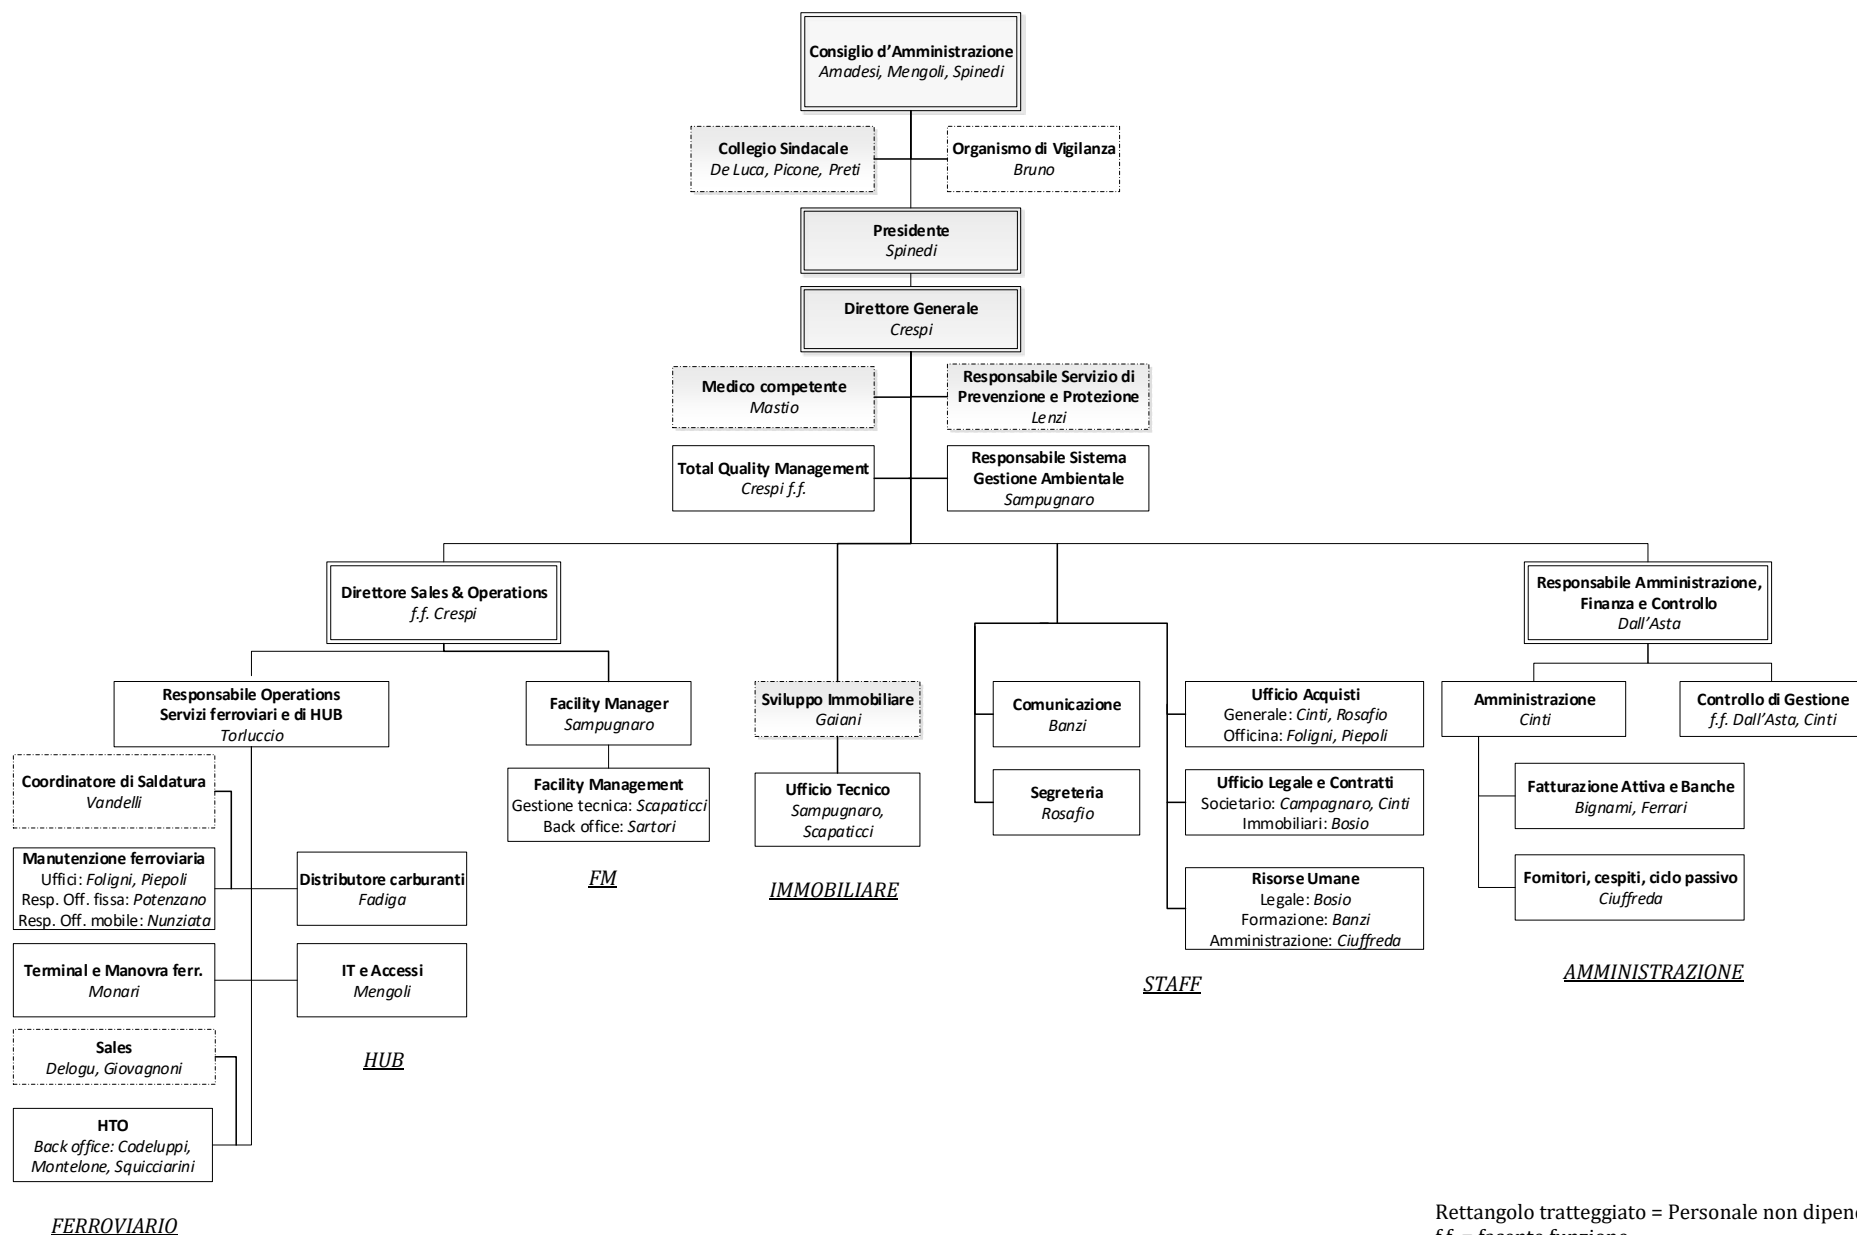 Consiglio d’Amministrazione
Amadesi, Mengoli, Spinedi
Collegio Sindacale
De Luca, Picone, Preti
Organismo di Vigilanza
Bruno
Presidente
Spinedi
Direttore Generale
Crespi
Medico competente
Mastio
Responsabile Servizio di
Prevenzione e Protezione
Lenzi
Total Quality Management
Crespi f.f.
Responsabile Sistema
Gestione Ambientale
Sampugnaro
Direttore Sales & Operations
f.f. Crespi
Responsabile Amministrazione,
Finanza e Controllo
Dall’Asta
Responsabile Operations
Servizi ferroviari e di HUB
Torluccio
Facility Manager
Sampugnaro
Sviluppo Immobiliare
Gaiani
Comunicazione
Banzi
Ufficio Acquisti
Generale: Cinti, Rosafio
Officina: Foligni, Piepoli
Amministrazione
Cinti
Controllo di Gestione
f.f. Dall’Asta, Cinti
Coordinatore di Saldatura
Vandelli
Facility Management
Gestione tecnica: Scapaticci
Back office: Sartori
Ufficio Tecnico
Sampugnaro,
Scapaticci
Segreteria
Rosafio
Ufficio Legale e Contratti
Societario: Campagnaro, Cinti
Immobiliari: Bosio
Fatturazione Attiva e Banche
Bignami, Ferrari
Manutenzione ferroviaria
Uffici: Foligni, Piepoli
Resp. Off. fissa: Potenzano
Resp. Off. mobile: Nunziata
Distributore carburanti
Fadiga
FM
IMMOBILIARE
Risorse Umane
Legale: Bosio
Formazione: Banzi
Amministrazione: Ciuffreda
Fornitori, cespiti, ciclo passivo
Ciuffreda
Terminal e Manovra ferr.
Monari
IT e Accessi
Mengoli
STAFF
AMMINISTRAZIONE
Sales
Delogu, Giovagnoni
HUB
HTO
Back office: Codeluppi,
Montelone, Squicciarini
FERROVIARIO
Rettangolo tratteggiato = Personale non dipen
f.f. = facente funzione